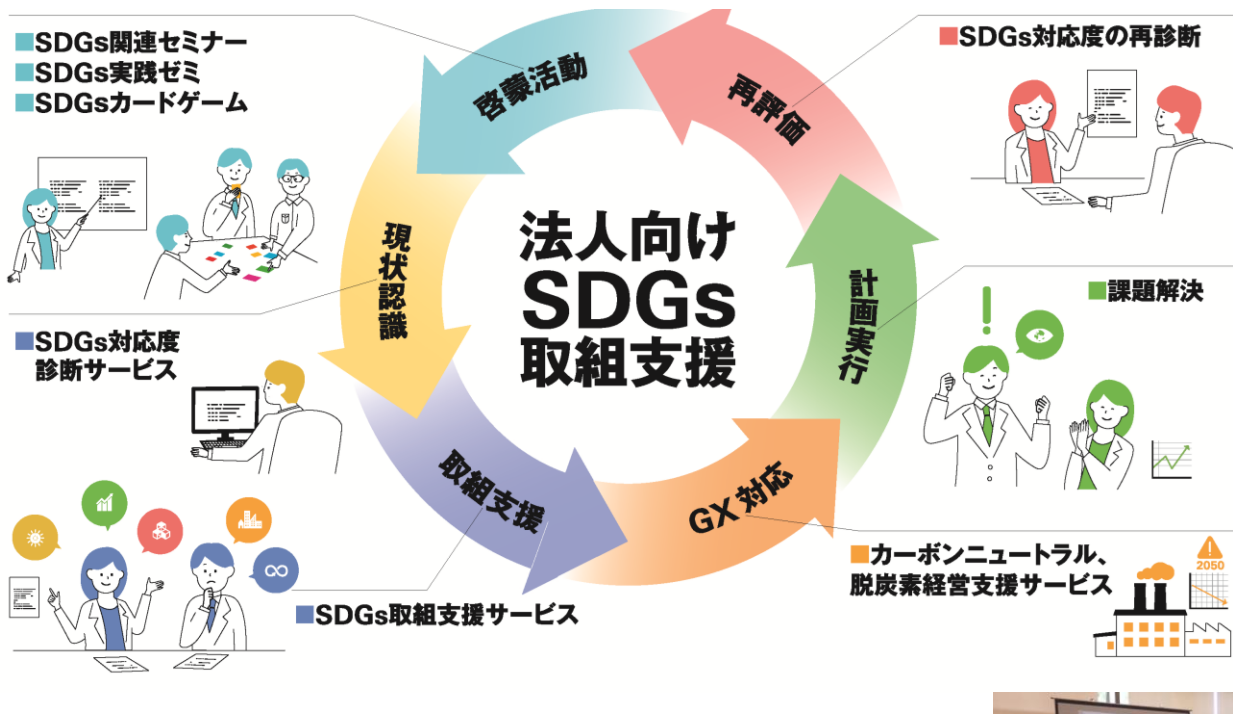 ■SDGs関連セミナー
■SDGs実践ゼミ
■SDGsカードゲーム
啓蒙活動
再評価
■SDGs対応度の再診断
法人向け
SDGs
取組支援
現状認識
計画実行
■SDGs対応度
診断サービス
■課題解決
取組支援
GX対応
■SDGs取組支援サービス
■カーボンニュートラル、
脱炭素経営支援サービス
2050